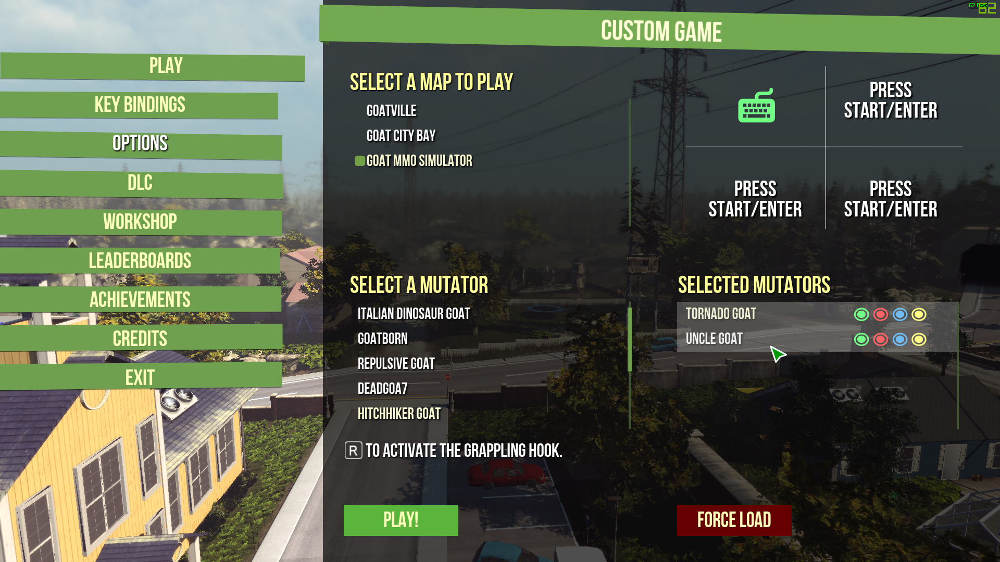 62 FPS
62
CUSTOM GAME
PLAY
KEY BINDINGS
OPTIONS
DLC
WORKSHOP
LEADERBOARDS
ACHIEVEMENTS
CREDITS
EXIT
SELECT A MAP TO PLAY
GOATVILLE
GOAT CITY BAY
GOAT MMO SIMULATOR
PRESS
START/ENTER
PRESS
START/ENTER
PRESS
START/ENTER
SELECT A MUTATOR
ITALIAN DINOSAUR GOAT
GOATBORN
REPULSIVE GOAT
DEADGOA7
HITCHHIKER GOAT
SELECTED MUTATORS
TORNADO GOAT
UNCLE GOAT
R TO ACTIVATE THE GRAPPLING HOOK.
PLAY!
FORCE LOAD